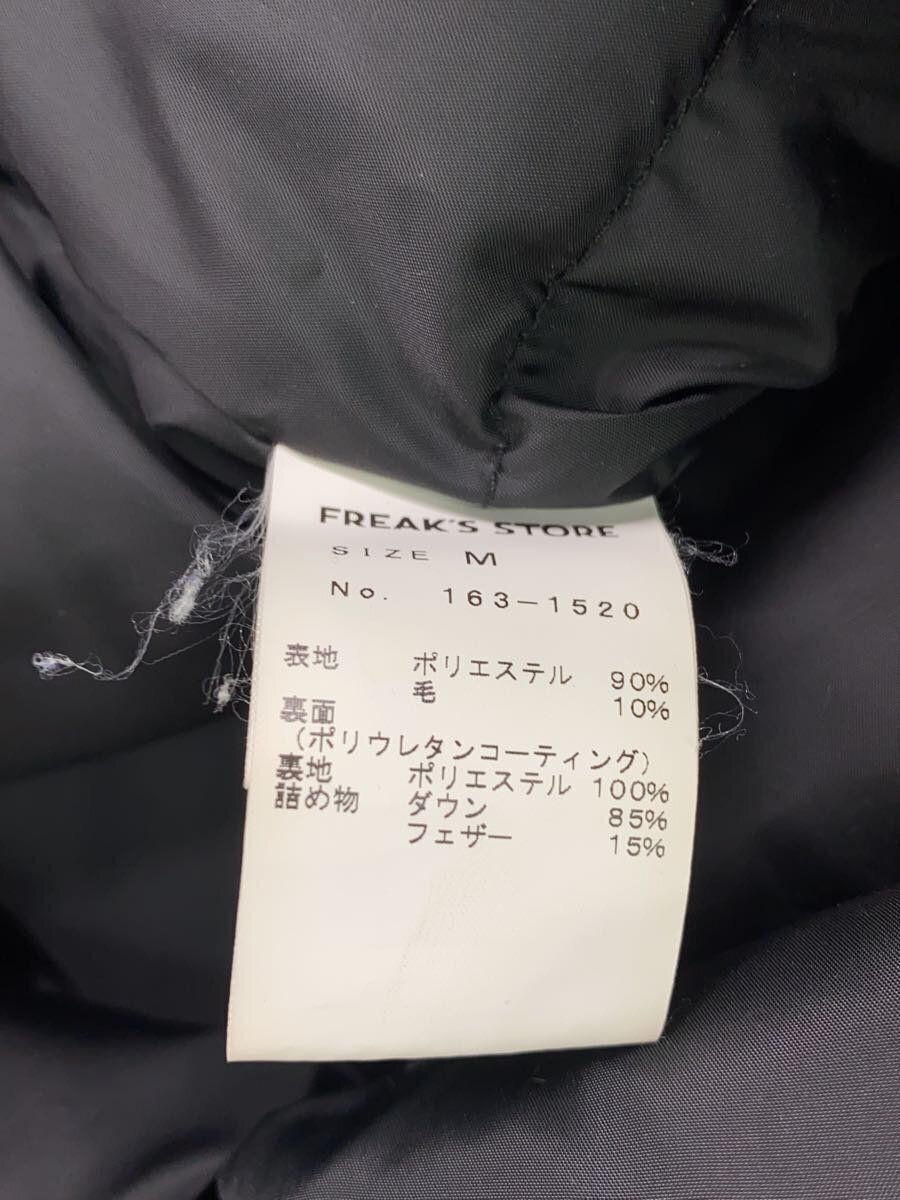 FREAK'S STORE
SIZE M
No. 163-1520
表地 ポリエステル 90%
毛 10%
裏面
(ポリウレタンコーティング)
裏地 ポリエステル 100%
詰め物 ダウン 85%
フェザー 15%